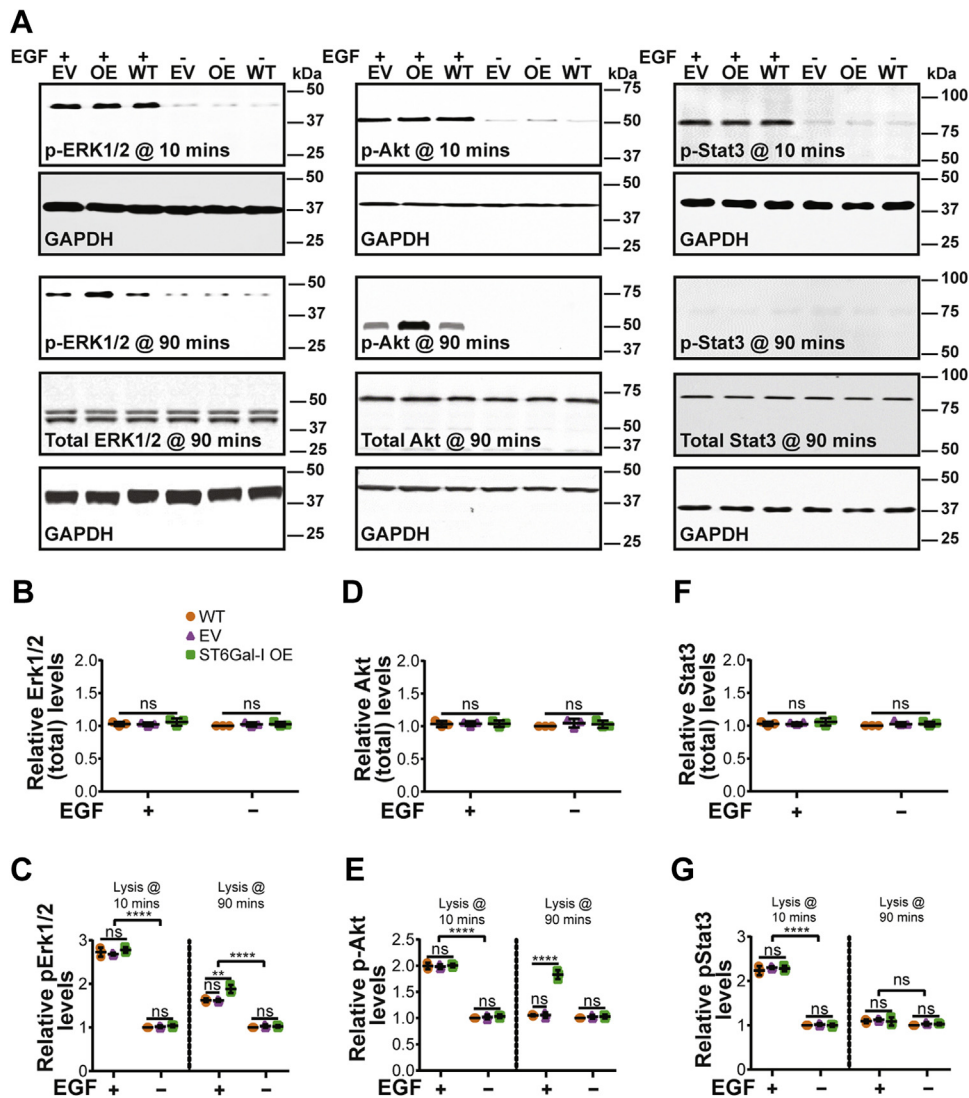 A
EGF + + + - - -
EV OE WT EV OE WT kDa
50
37
25
p-ERK1/2 @ 10 mins
50
37
25
GAPDH
50
37
25
p-ERK1/2 @ 90 mins
50
37
25
Total ERK1/2 @ 90 mins
50
37
25
GAPDH
EGF + + + - - -
EV OE WT EV OE WT kDa
75
50
37
p-Akt @ 10 mins
50
37
25
GAPDH
75
50
37
p-Akt @ 90 mins
75
50
37
Total Akt @ 90 mins
50
37
25
GAPDH
EGF + + + - - -
EV OE WT EV OE WT kDa
100
75
50
p-Stat3 @ 10 mins
50
37
25
GAPDH
100
75
50
p-Stat3 @ 90 mins
100
75
50
Total Stat3 @ 90 mins
50
37
25
GAPDH
B
WT
EV
ST6Gal-I OE
Relative Erk1/2
(total) levels
2.0
1.5
1.0
0.5
0.0
ns ns
EGF + −
D
Relative Akt
(total) levels
2.0
1.5
1.0
0.5
0.0
ns ns
EGF + −
F
Relative Stat3
(total) levels
2.0
1.5
1.0
0.5
0.0
ns ns
EGF + −
C
Lysis @
10 mins
Lysis @
90 mins
Relative pErk1/2
levels
3
2
1
0
ns **** ns
ns ** **** ns
EGF + − + −
E
Lysis @
10 mins
Lysis @
90 mins
Relative p-Akt
levels
2.5
2.0
1.5
1.0
0.5
0.0
ns **** ns
ns **** ns
EGF + − + −
G
Lysis @
10 mins
Lysis @
90 mins
Relative pStat3
levels
3
2
1
0
ns **** ns
ns ns ns
EGF + − + −